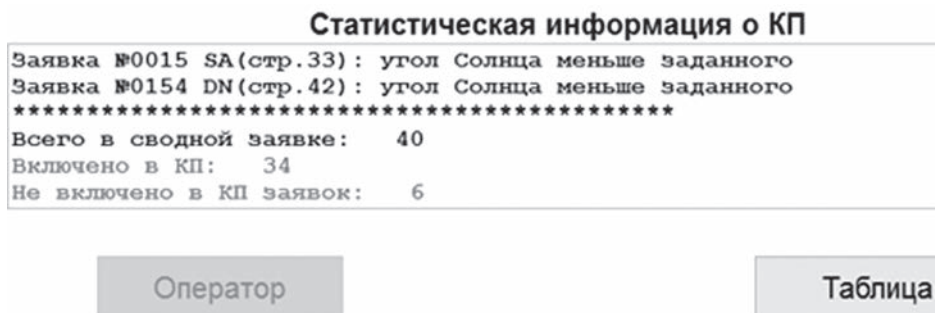 Статистическая информация о КП
Заявка №0015 SA(стр.33): угол Солнца меньше заданного
Заявка №0154 DN(стр.42): угол Солнца меньше заданного
*********************************************
Всего в сводной заявке: 40
Включено в КП: 34
Не включено в КП заявок: 6
Оператор
Таблица